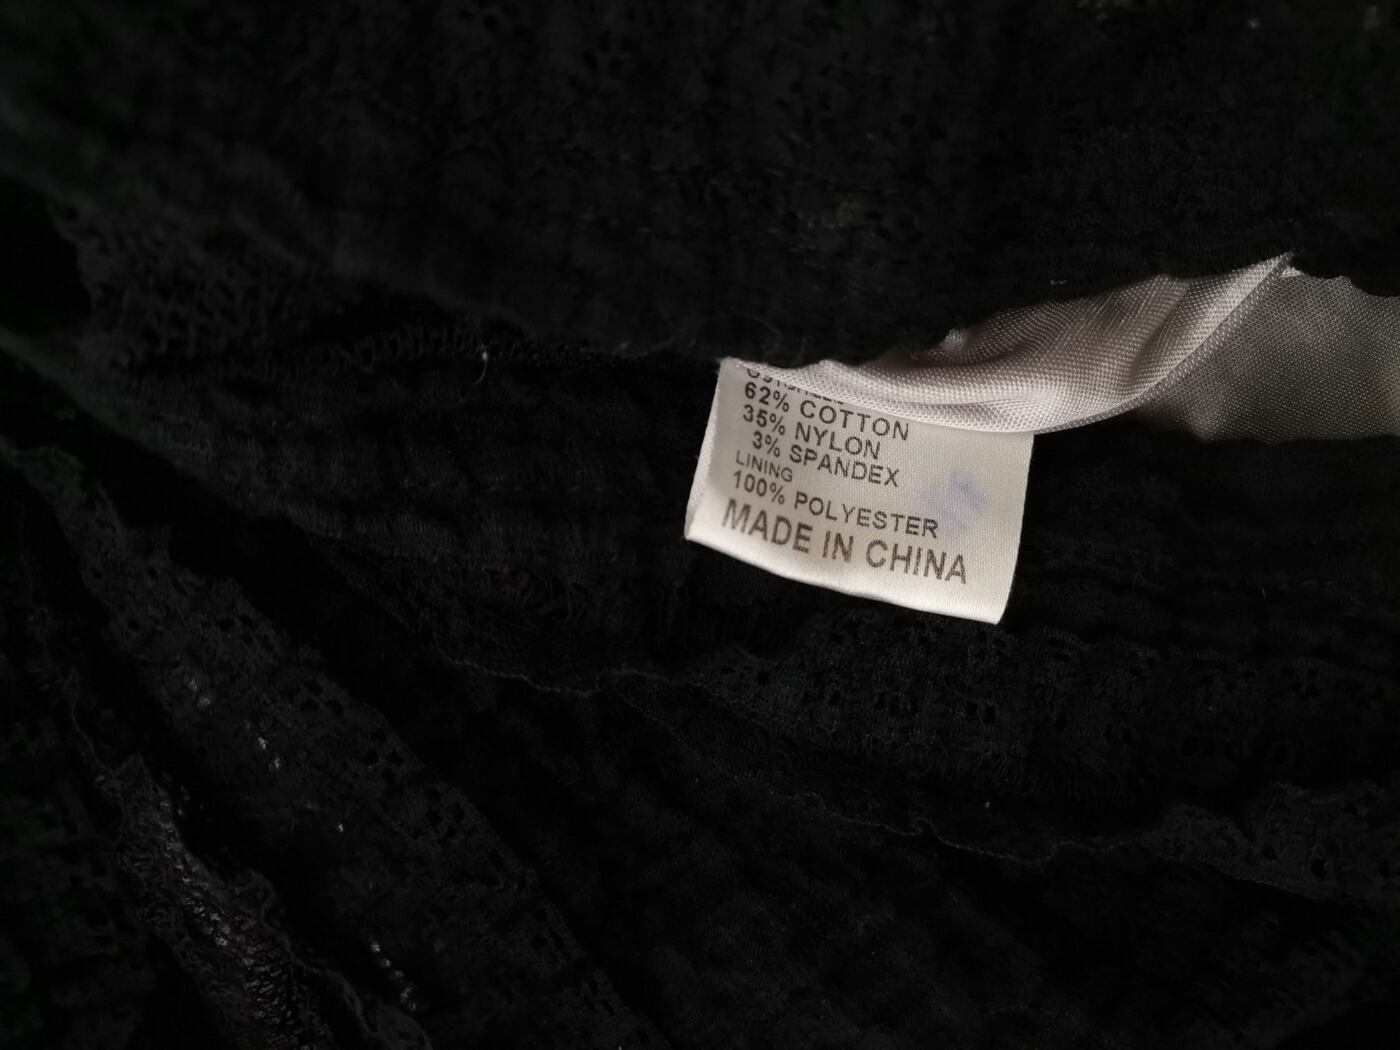 62% COTTON
35% NYLON
3% SPANDEX
LINING
100% POLYESTER
MADE IN CHINA